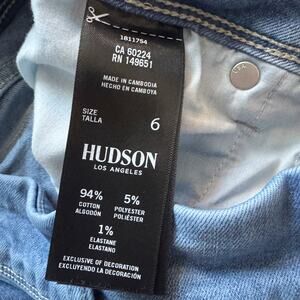 1811754
CA 60224
RN 149651
MADE IN CAMBODIA
HECHO EN CAMBOYA
SIZE
TALLA
6
HUDSON
LOS ANGELES
94% 5%
COTTON POLYESTER
ALGODÓN POLIÉSTER
1%
ELASTANE
ELASTANO
EXCLUSIVE OF DECORATION
EXCLUYENDO LA DECORACIÓN